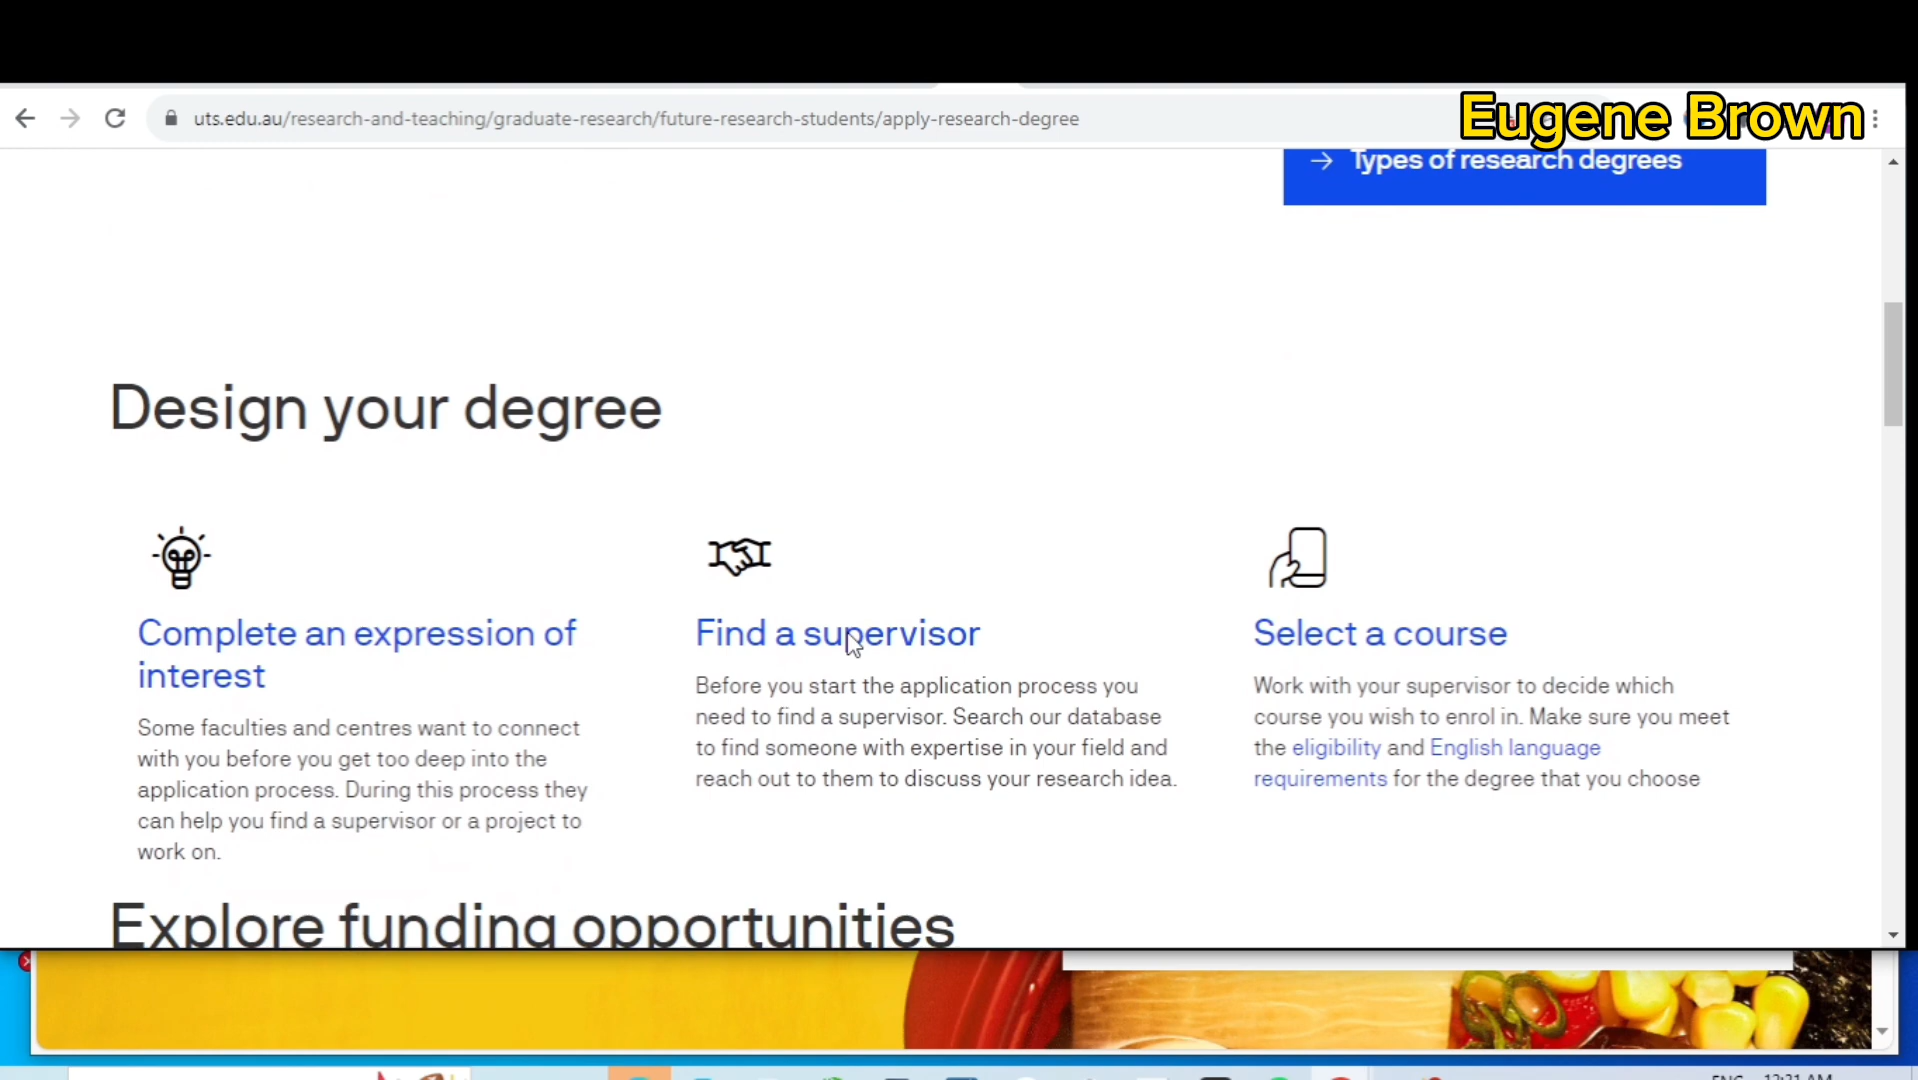 uts.edu.au/research-and-teaching/graduate-research/future-research-students/apply-research-degree
Eugene Brown
Types of research degrees
Design your degree
Complete an expression of
interest
Some faculties and centres want to connect
with you before you get too deep into the
application process. During this process they
can help you find a supervisor or a project to
work on.
Find a supervisor
Before you start the application process you
need to find a supervisor. Search our database
to find someone with expertise in your field and
reach out to them to discuss your research idea.
Select a course
Work with your supervisor to decide which
course you wish to enrol in. Make sure you meet
the eligibility and English language
requirements for the degree that you choose
Explore funding opportunities